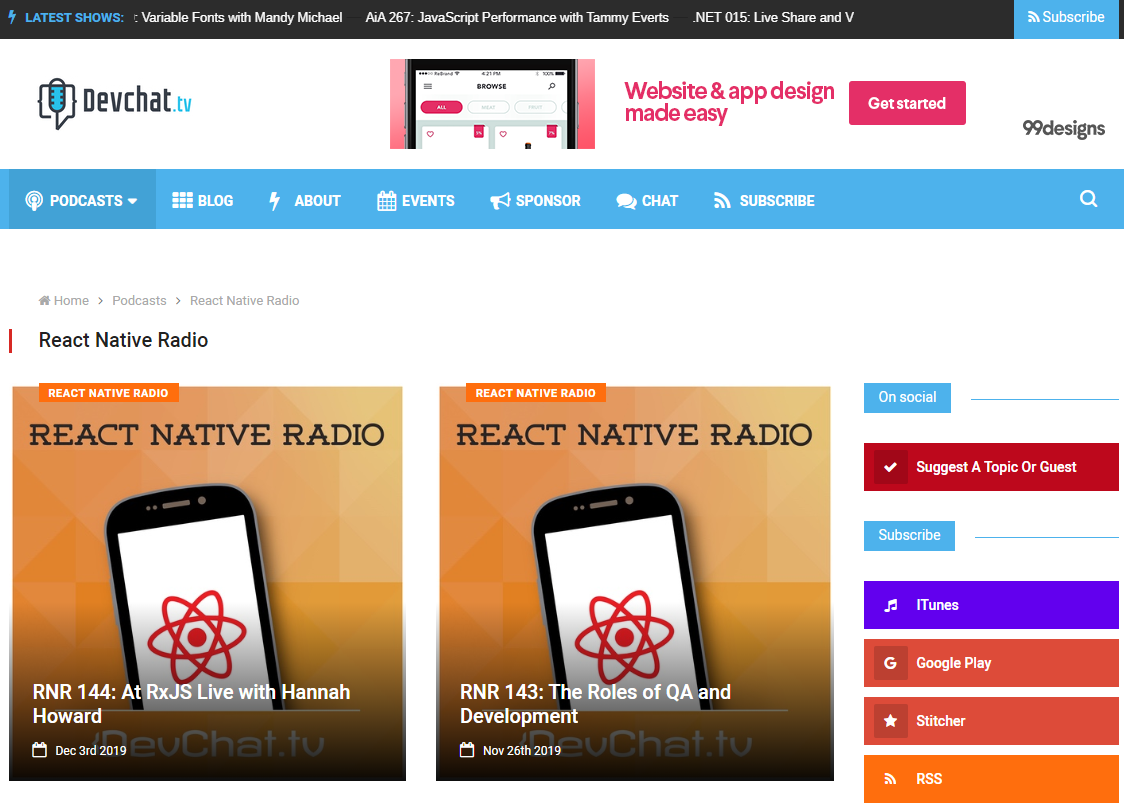 LATEST SHOWS: : Variable Fonts with Mandy Michael AiA 267: JavaScript Performance with Tammy Everts .NET 015: Live Share and V
Subscribe
Devchat.tv
●●●○○ ReBrand 4:21 PM 100%
BROWSE
ALL MEAT FRUIT
Website & app design
made easy
Get started
99designs
PODCASTS BLOG ABOUT EVENTS SPONSOR CHAT SUBSCRIBE
Home > Podcasts > React Native Radio
React Native Radio
REACT NATIVE RADIO
REACT NATIVE RADIO
RNR 144: At RxJS Live with Hannah
Howard
Dec 3rd 2019
DevChat.tv
REACT NATIVE RADIO
REACT NATIVE RADIO
RNR 143: The Roles of QA and
Development
Nov 26th 2019
DevChat.tv
On social
Suggest A Topic Or Guest
Subscribe
ITunes
G Google Play
Stitcher
RSS